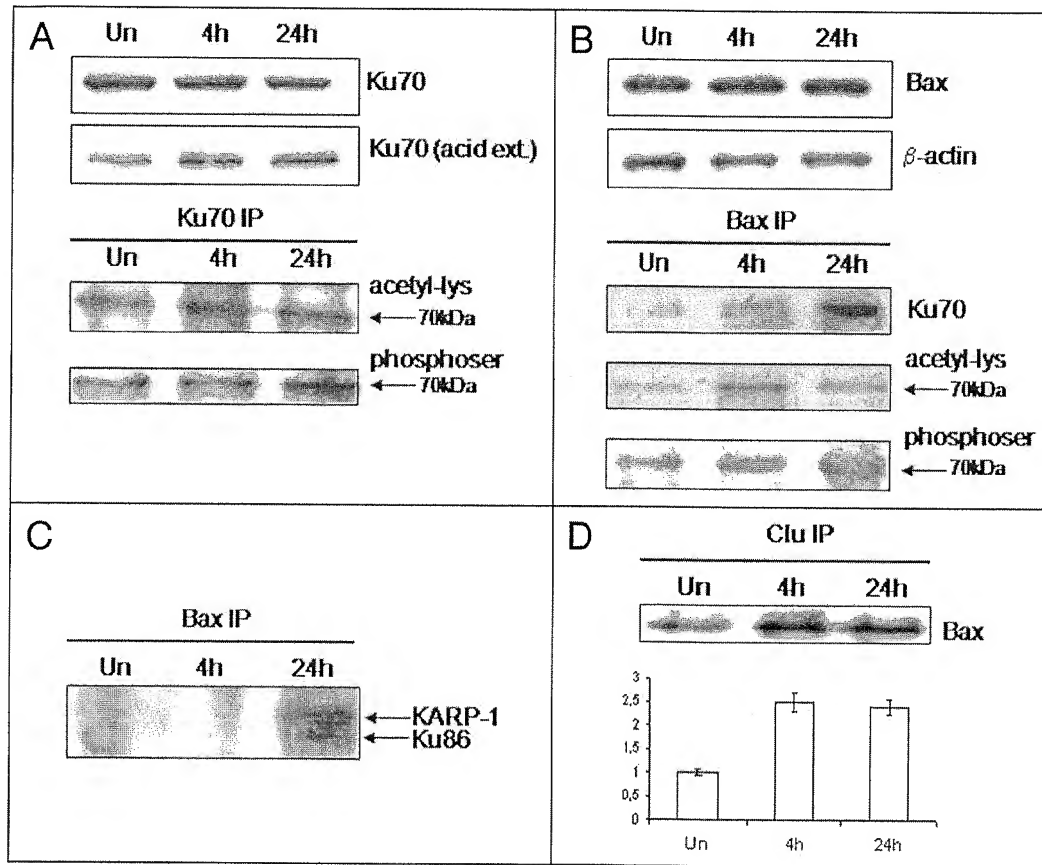 A
Un 4h 24h
Ku70
Ku70 (acid ext.)
Ku70 IP
Un 4h 24h
acetyl-lys
70kDa
phosphoser
70kDa
B
Un 4h 24h
Bax
β-actin
Bax IP
Un 4h 24h
Ku70
acetyl-lys
70kDa
phosphoser
70kDa
C
Bax IP
Un 4h 24h
KARP-1
Ku86
D
Clu IP
Un 4h 24h
Bax
3
2,5
2
1,5
1
0,5
0
Un 4h 24h